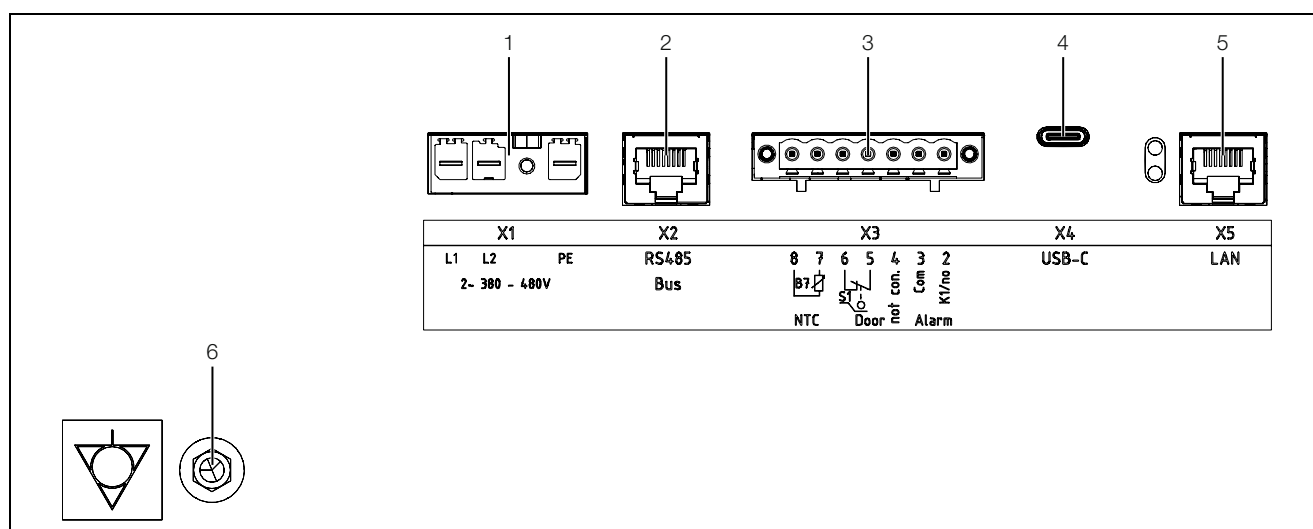 1 2 3 4 5
X1 X2 X3 X4 X5
L1 L2 PE RS485 8 7 6 5 4 3 2 USB-C LAN
2~ 380 - 480V Bus B7 S1 not con. Com K1/no
NTC Door Alarm
6